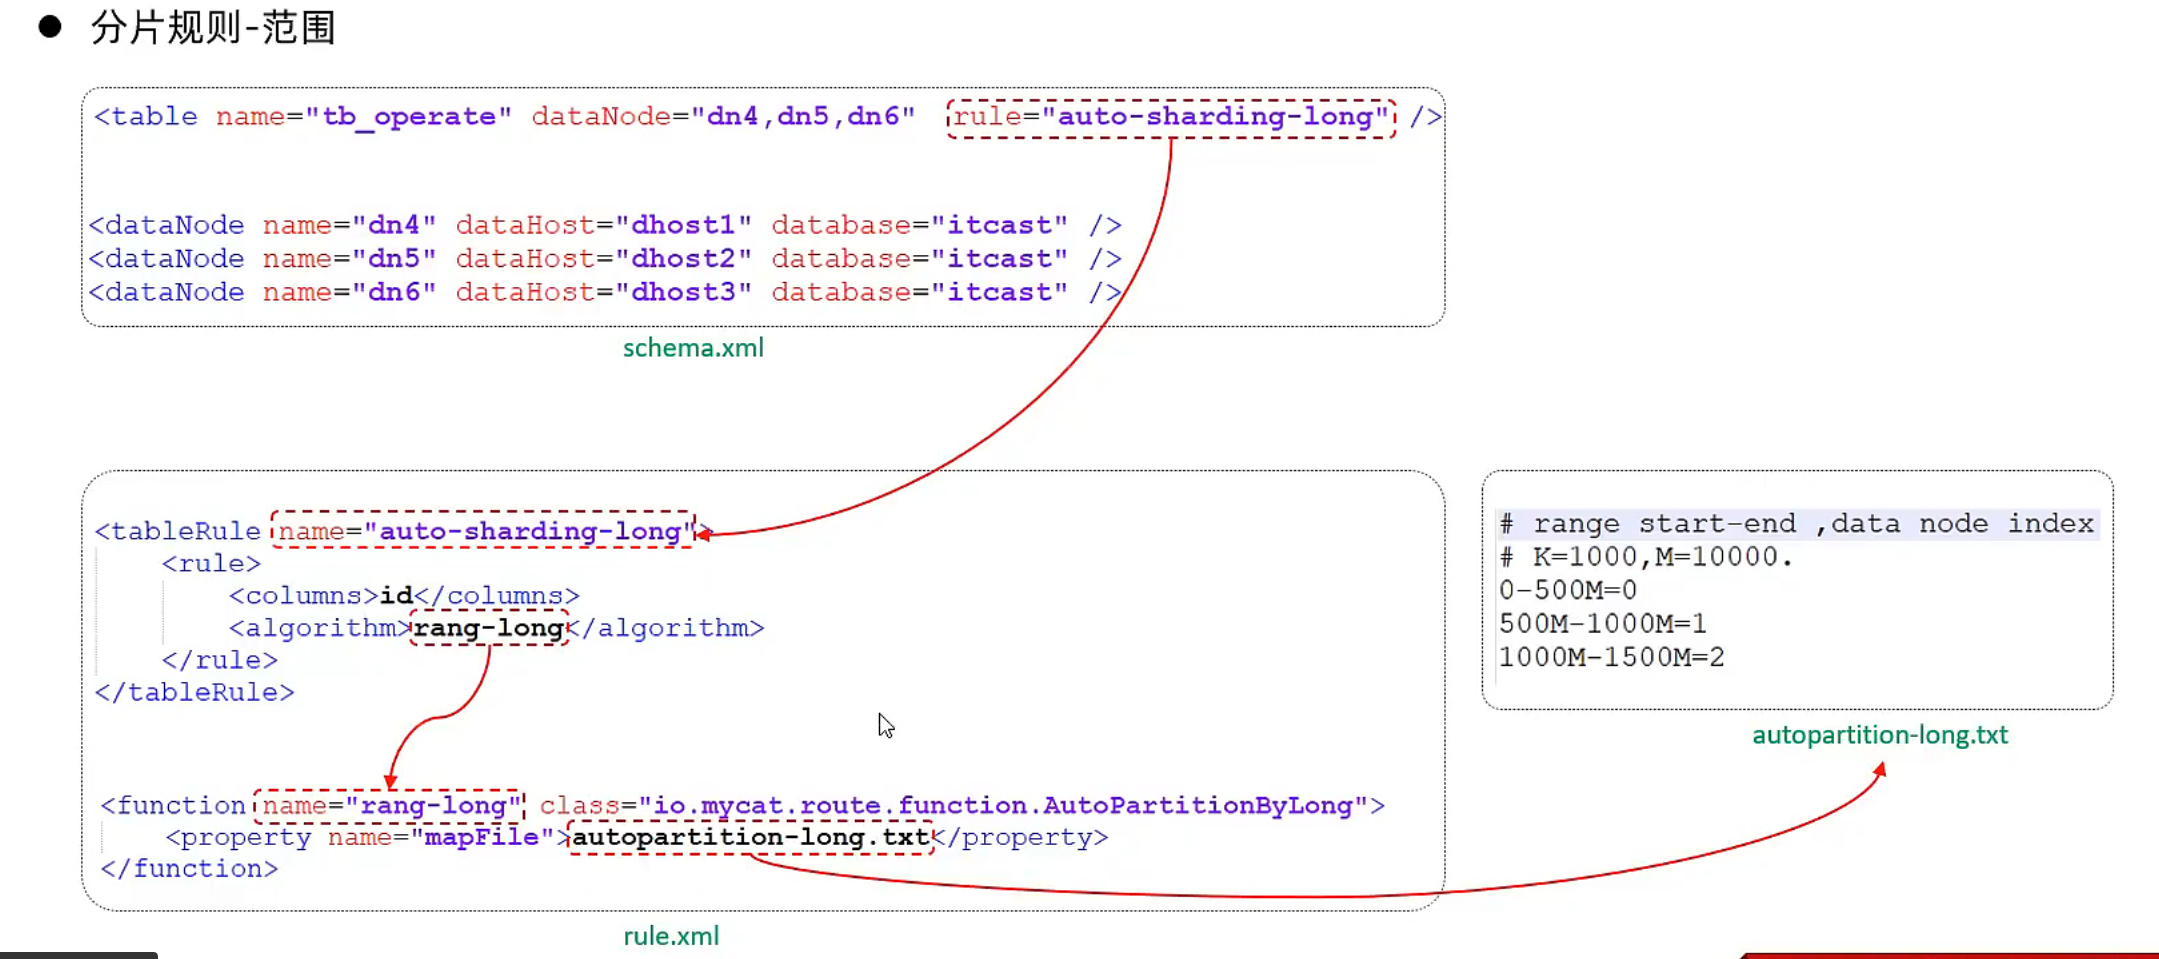 ● 分片规则-范围
<table name="tb_operate" dataNode="dn4,dn5,dn6" rule="auto-sharding-long" />
<dataNode name="dn4" dataHost="dhost1" database="itcast" />
<dataNode name="dn5" dataHost="dhost2" database="itcast" />
<dataNode name="dn6" dataHost="dhost3" database="itcast" />
schema.xml
<tableRule name="auto-sharding-long">
<rule>
<columns>id</columns>
<algorithm>rang-long</algorithm>
</rule>
</tableRule>
<function name="rang-long" class="io.mycat.route.function.AutoPartitionByLong">
<property name="mapFile">autopartition-long.txt</property>
</function>
rule.xml
# range start-end ,data node index
# K=1000,M=10000.
0-500M=0
500M-1000M=1
1000M-1500M=2
autopartition-long.txt